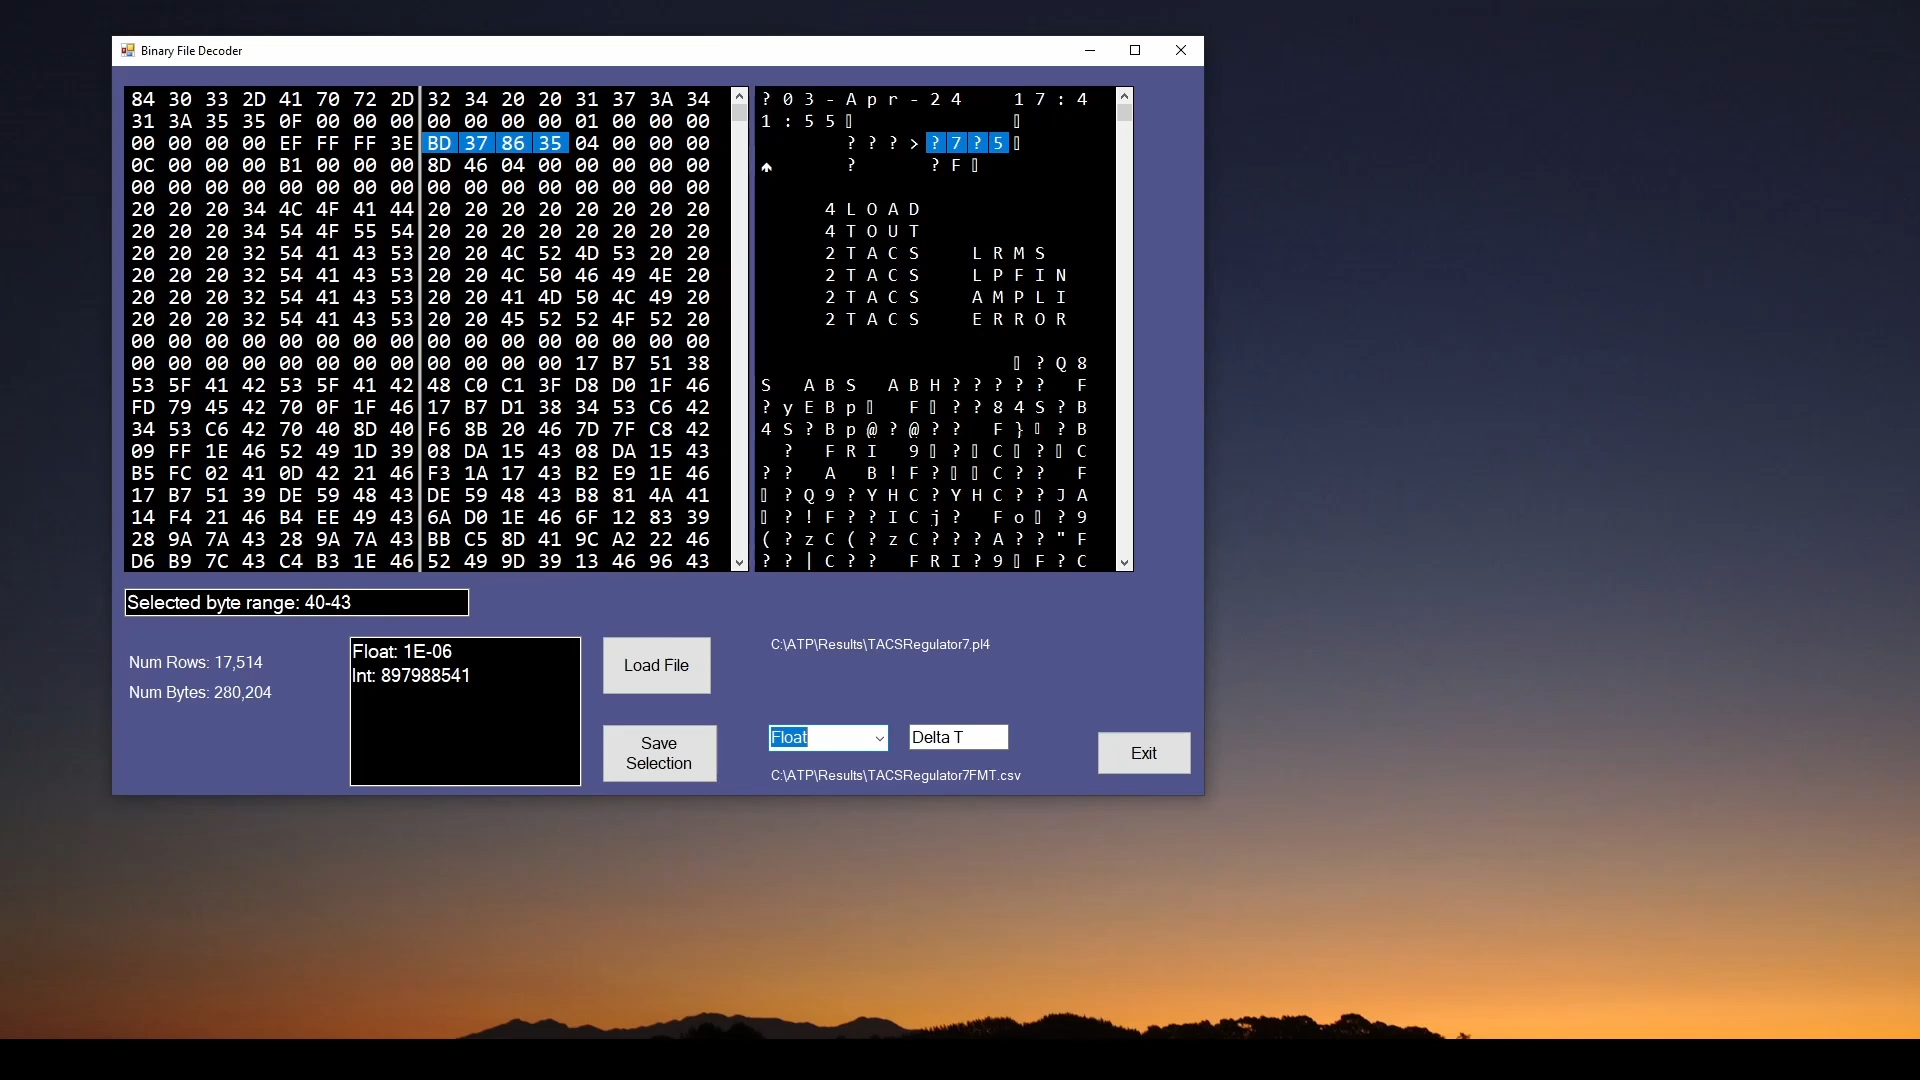 Binary File Decoder
84 30 33 2D 41 70 72 2D 32 34 20 20 31 37 3A 34
31 3A 35 35 0F 00 00 00 00 00 00 00 01 00 00 00
00 00 00 00 EF FF FF 3E BD 37 86 35 04 00 00 00
0C 00 00 00 B1 00 00 00 8D 46 04 00 00 00 00 00
00 00 00 00 00 00 00 00 00 00 00 00 00 00 00 00
20 20 20 34 4C 4F 41 44 20 20 20 20 20 20 20 20
20 20 20 34 54 4F 55 54 20 20 20 20 20 20 20 20
20 20 20 32 54 41 43 53 20 20 4C 52 4D 53 20 20
20 20 20 32 54 41 43 53 20 20 4C 50 46 49 4E 20
20 20 20 32 54 41 43 53 20 20 41 4D 50 4C 49 20
20 20 20 32 54 41 43 53 20 20 45 52 52 4F 52 20
00 00 00 00 00 00 00 00 00 00 00 00 00 00 00 00
00 00 00 00 00 00 00 00 00 00 00 00 17 B7 51 38
53 5F 41 42 53 5F 41 42 48 C0 C1 3F D8 D0 1F 46
FD 79 45 42 70 0F 1F 46 17 B7 D1 38 34 53 C6 42
34 53 C6 42 70 40 8D 40 F6 8B 20 46 7D 7F C8 42
09 FF 1E 46 52 49 1D 39 08 DA 15 43 08 DA 15 43
B5 FC 02 41 0D 42 21 46 F3 1A 17 43 B2 E9 1E 46
17 B7 51 39 DE 59 48 43 DE 59 48 43 B8 81 4A 41
14 F4 21 46 B4 EE 49 43 6A D0 1E 46 6F 12 83 39
28 9A 7A 43 28 9A 7A 43 BB C5 8D 41 9C A2 22 46
D6 B9 7C 43 C4 B3 1E 46 52 49 9D 39 13 46 96 43
? 0 3 - A p r - 2 4 1 7 : 4
1 : 5 5 ▯ ▯
? ? ? > ? 7 ? 5 ▯
♠ ? ? F ▯
4 L O A D
4 T O U T
2 T A C S L R M S
2 T A C S L P F I N
2 T A C S A M P L I
2 T A C S E R R O R
▯ ? Q 8
S A B S A B H ? ? ? ? ? F
? y E B p ▯ F ▯ ? ? 8 4 S ? B
4 S ? B p @ ? @ ? ? F } ▯ ? B
? F R I 9 ▯ ? ▯ C ▯ ? ▯ C
? ? A B ! F ? ▯ ▯ C ? ? F
▯ ? Q 9 ? Y H C ? Y H C ? ? J A
▯ ? ! F ? ? I C j ? F o ▯ ? 9
( ? z C ( ? z C ? ? ? A ? ? " F
? ? | C ? ? F R I ? 9 ▯ F ? C
Selected byte range: 40-43
Num Rows: 17,514
Num Bytes: 280,204
Float: 1E-06
Int: 897988541
Load File
Save
Selection
C:\ATP\Results\TACSRegulator7.pl4
Float
Delta T
C:\ATP\Results\TACSRegulator7FMT.csv
Exit